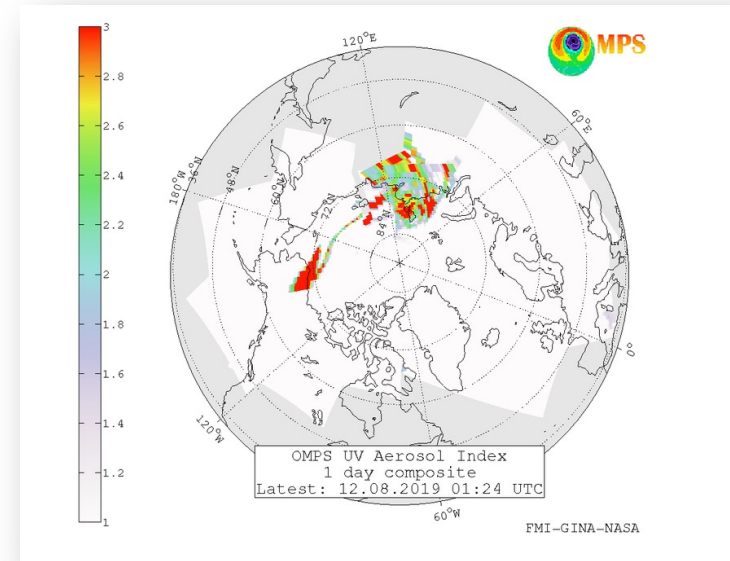 3
2.8
2.6
2.4
2.2
2
1.8
1.6
1.4
1.2
1
MPS
120°E
60°E
180°W
36°N
48°N
60°N
72°N
84°N
0°
120°W
60°W
OMPS UV Aerosol Index
1 day composite
Latest: 12.08.2019 01:24 UTC
FMI–GINA–NASA